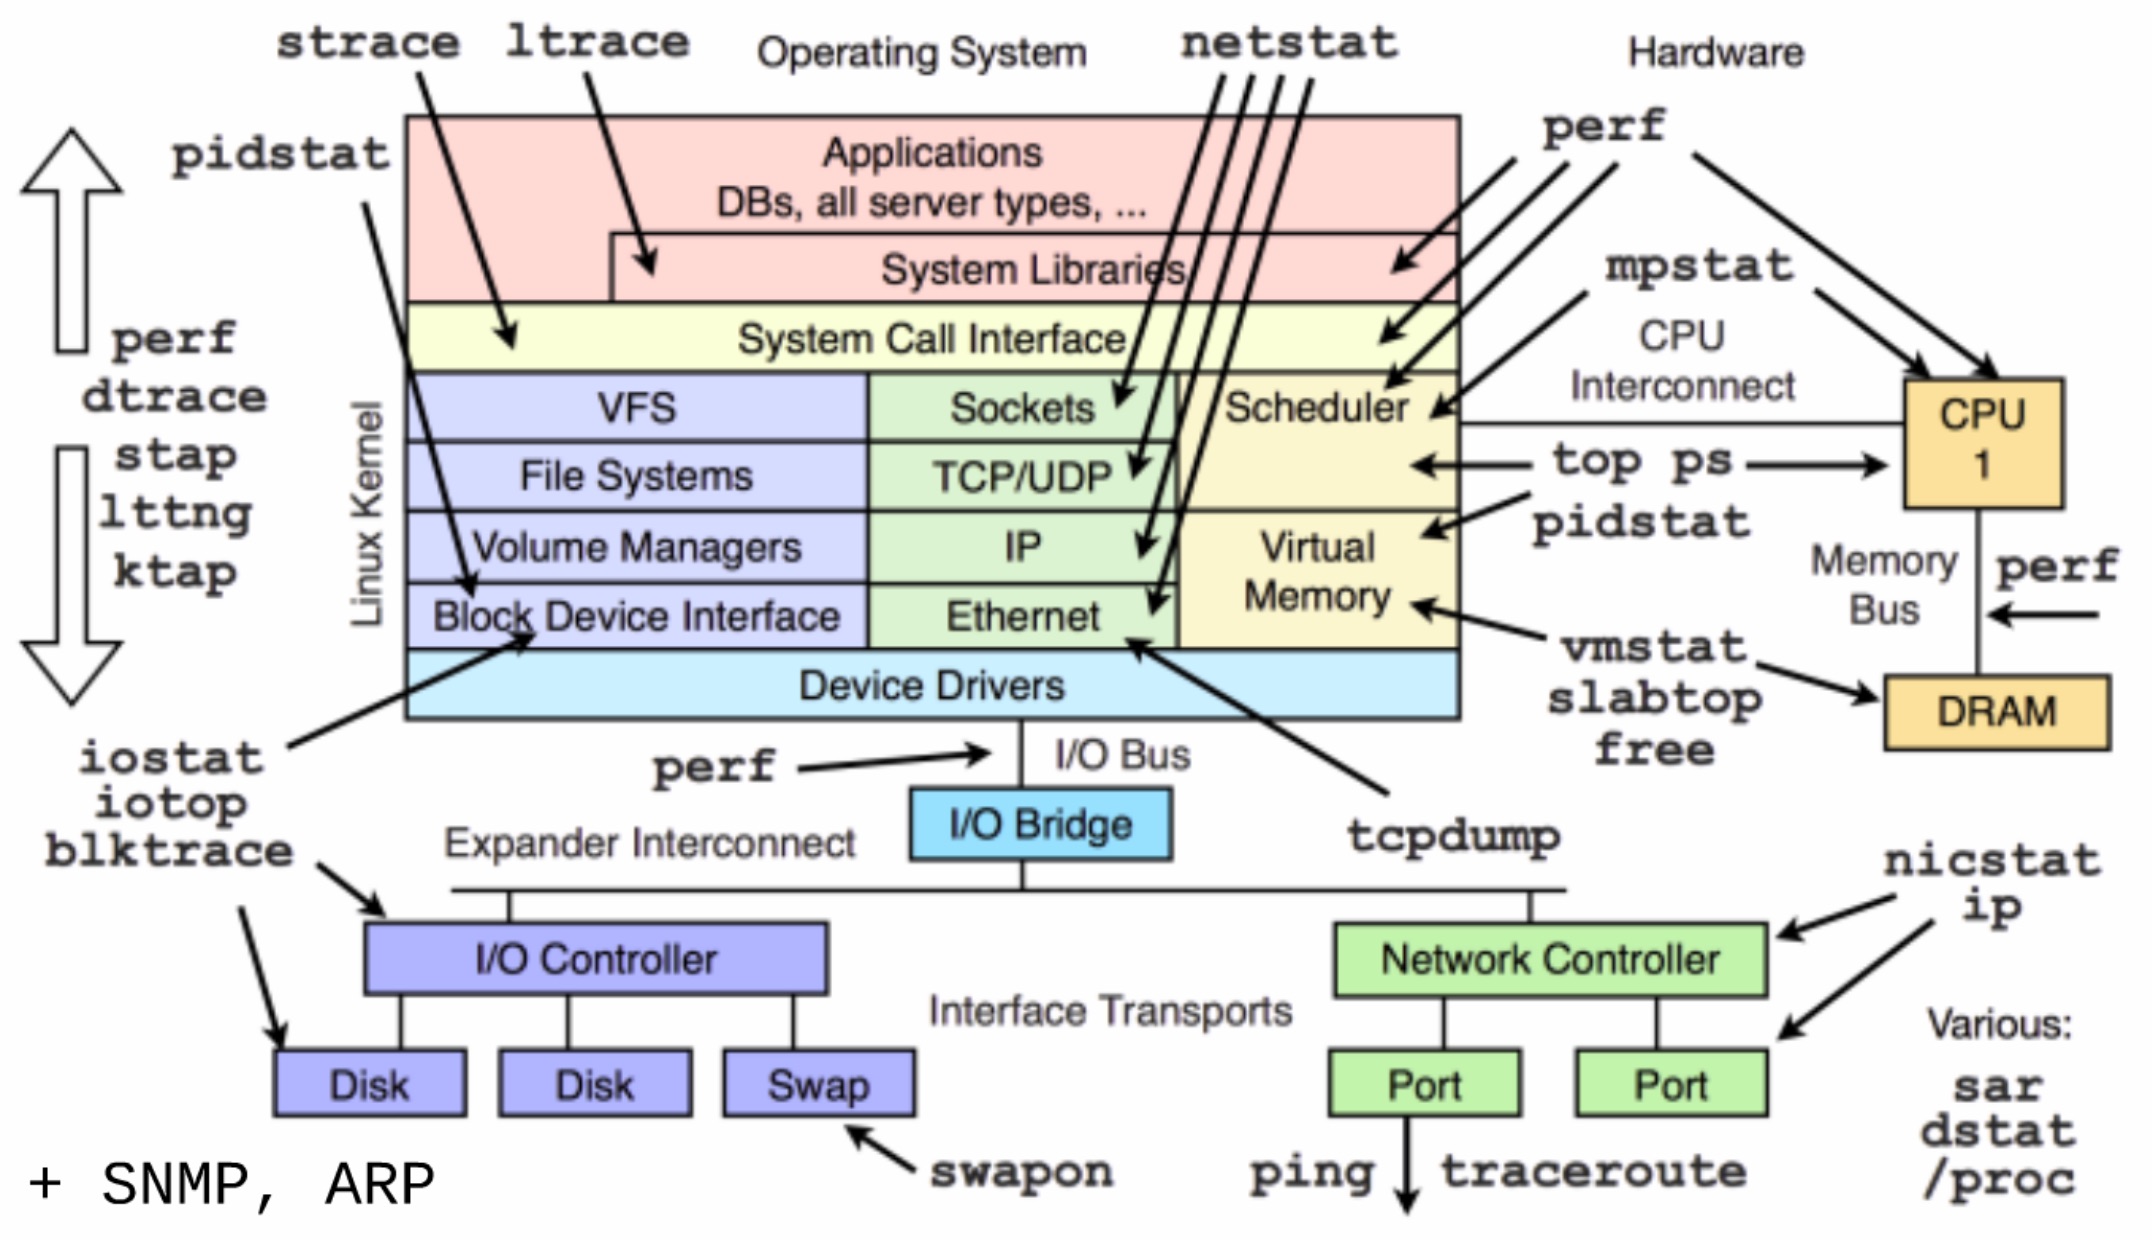 strace
ltrace
Operating System
netstat
Hardware
perf
pidstat
Applications
DBs, all server types, ...
System Libraries
mpstat
System Call Interface
CPU
Interconnect
perf
dtrace
stap
lttng
ktap
Linux Kernel
VFS
Sockets
Scheduler
CPU
1
File Systems
TCP/UDP
top ps
pidstat
Volume Managers
IP
Virtual
Memory
Memory
Bus
perf
Block Device Interface
Ethernet
vmstat
slabtop
free
DRAM
Device Drivers
iostat
iotop
blktrace
perf
I/O Bus
I/O Bridge
Expander Interconnect
tcpdump
nicstat
ip
I/O Controller
Network Controller
Interface Transports
Various:
sar
dstat
/proc
Disk
Disk
Swap
Port
Port
swapon
ping
traceroute
+ SNMP, ARP